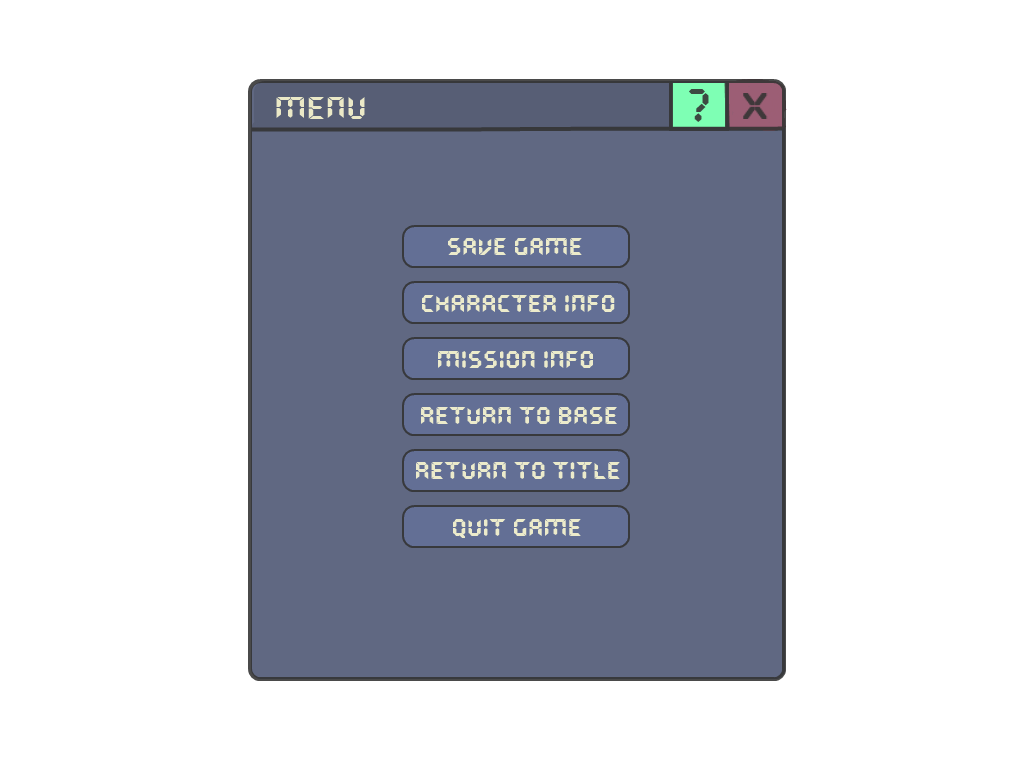 MENU ? X
SAVE GAME
CHARACTER INFO
MISSION INFO
RETURN TO BASE
RETURN TO TITLE
QUIT GAME